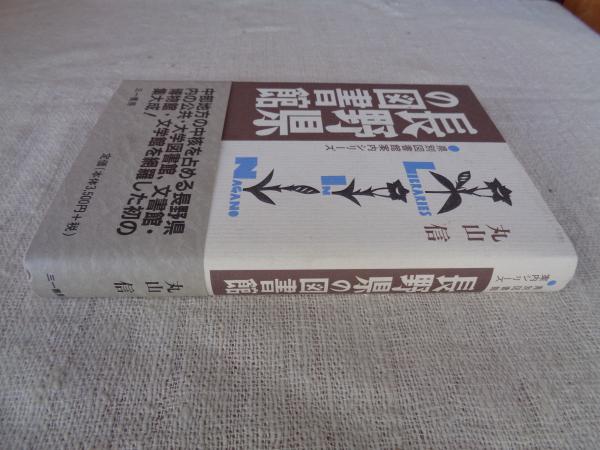 ●県別図書館案内シリーズ
長野県
の図書館
LIBRARIES
IN
NAGANO
丸山信
中部地方の中核を占める長野県
内の公共・大学図書館、文書館・
博物館・文学館を網羅した初の
集大成!
三一書房
定価(本体3,500円+税)
●県別図書館案内シリーズ
長野県の図書館
丸山 信
三一書房